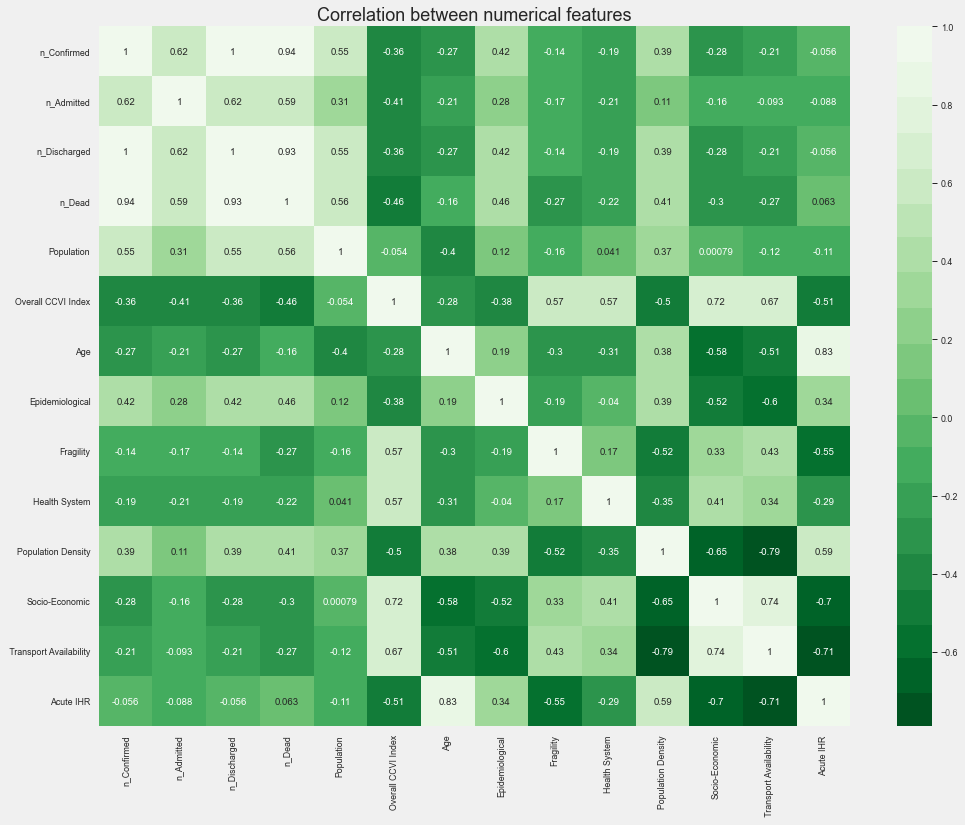 Correlation between numerical features
n_Confirmed 1 0.62 1 0.94 0.55 -0.36 -0.27 0.42 -0.14 -0.19 0.39 -0.28 -0.21 -0.056
n_Admitted 0.62 1 0.62 0.59 0.31 -0.41 -0.21 0.28 -0.17 -0.21 0.11 -0.16 -0.093 -0.088
n_Discharged 1 0.62 1 0.93 0.55 -0.36 -0.27 0.42 -0.14 -0.19 0.39 -0.28 -0.21 -0.056
n_Dead 0.94 0.59 0.93 1 0.56 -0.46 -0.16 0.46 -0.27 -0.22 0.41 -0.3 -0.27 0.063
Population 0.55 0.31 0.55 0.56 1 -0.054 -0.4 0.12 -0.16 0.041 0.37 0.00079 -0.12 -0.11
Overall CCVI Index -0.36 -0.41 -0.36 -0.46 -0.054 1 -0.28 -0.38 0.57 0.57 -0.5 0.72 0.67 -0.51
Age -0.27 -0.21 -0.27 -0.16 -0.4 -0.28 1 0.19 -0.3 -0.31 0.38 -0.58 -0.51 0.83
Epidemiological 0.42 0.28 0.42 0.46 0.12 -0.38 0.19 1 -0.19 -0.04 0.39 -0.52 -0.6 0.34
Fragility -0.14 -0.17 -0.14 -0.27 -0.16 0.57 -0.3 -0.19 1 0.17 -0.52 0.33 0.43 -0.55
Health System -0.19 -0.21 -0.19 -0.22 0.041 0.57 -0.31 -0.04 0.17 1 -0.35 0.41 0.34 -0.29
Population Density 0.39 0.11 0.39 0.41 0.37 -0.5 0.38 0.39 -0.52 -0.35 1 -0.65 -0.79 0.59
Socio-Economic -0.28 -0.16 -0.28 -0.3 0.00079 0.72 -0.58 -0.52 0.33 0.41 -0.65 1 0.74 -0.7
Transport Availability -0.21 -0.093 -0.21 -0.27 -0.12 0.67 -0.51 -0.6 0.43 0.34 -0.79 0.74 1 -0.71
Acute IHR -0.056 -0.088 -0.056 0.063 -0.11 -0.51 0.83 0.34 -0.55 -0.29 0.59 -0.7 -0.71 1
n_Confirmed
n_Admitted
n_Discharged
n_Dead
Population
Overall CCVI Index
Age
Epidemiological
Fragility
Health System
Population Density
Socio-Economic
Transport Availability
Acute IHR
1.0
0.8
0.6
0.4
0.2
0.0
-0.2
-0.4
-0.6